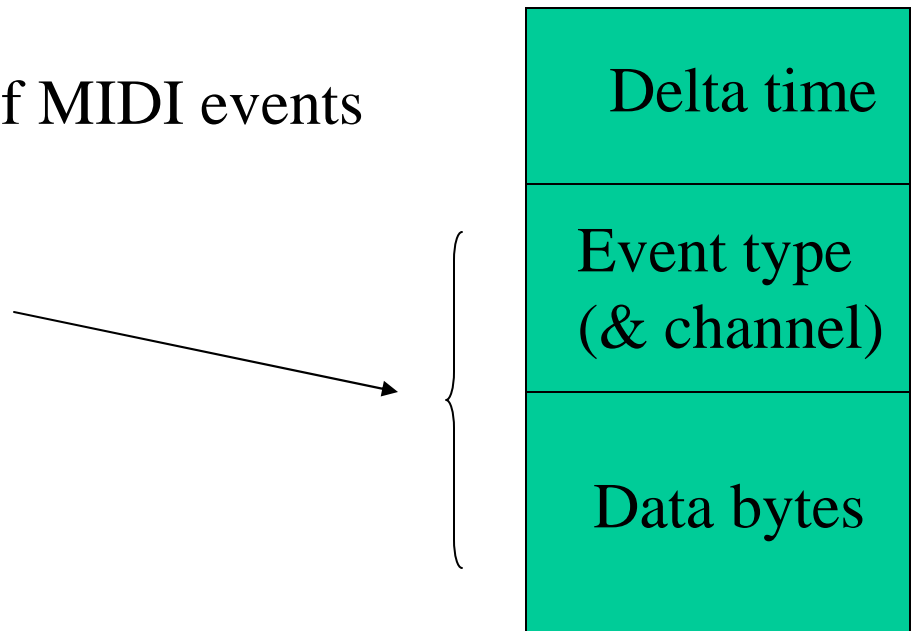 f MIDI events
Delta time
Event type
(& channel)
Data bytes